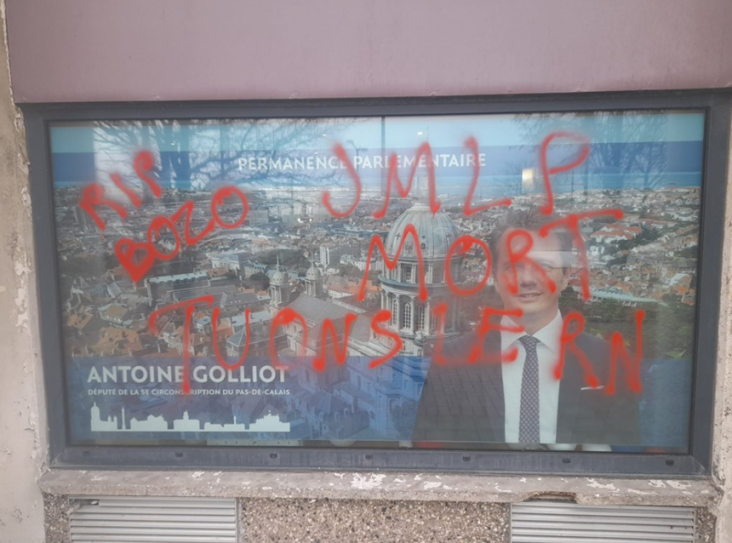 PERMANENCE PARLEMENTAIRE
RIP
BOZO
JMLP
MORT
TUONS LE RN
ANTOINE GOLLIOT
DÉPUTÉ DE LA 5E CIRCONSCRIPTION DU PAS-DE-CALAIS